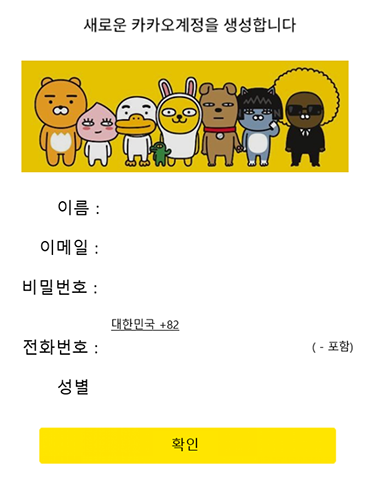 새로운 카카오계정을 생성합니다
이름 :
이메일 :
비밀번호 :
대한민국 +82
전화번호 : ( - 포함)
성별
확인